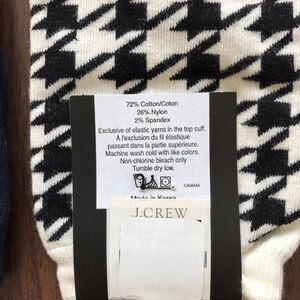 72% Cotton/Coton
26% Nylon
2% Spandex
Exclusive of elastic yarns in the top cuff.
À l'exclusion du fil élastique
passant dans la partie supérieure.
Machine wash cold with like colors.
Non-chlorine bleach only
Tumble dry low.
CA00445
Made in Korea
J.CREW